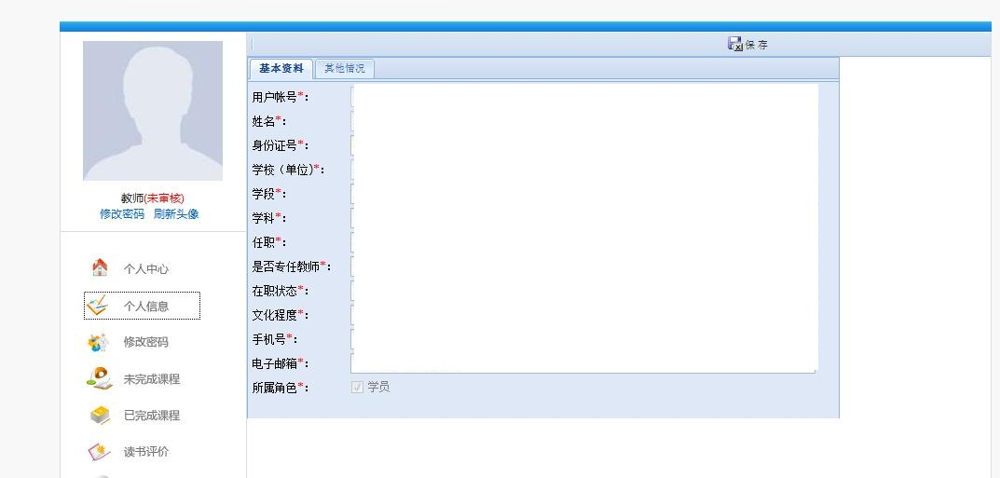 保存
基本资料 其他情况
用户帐号*：
姓名*：
身份证号*：
学校（单位)*：
学段*：
学科*：
任职*：
是否专任教师*：
在职状态*：
文化程度*：
手机号*：
电子邮箱*：
所属角色*： 学员
教师(未审核)
修改密码 刷新头像
个人中心
个人信息
修改密码
未完成课程
已完成课程
读书评价